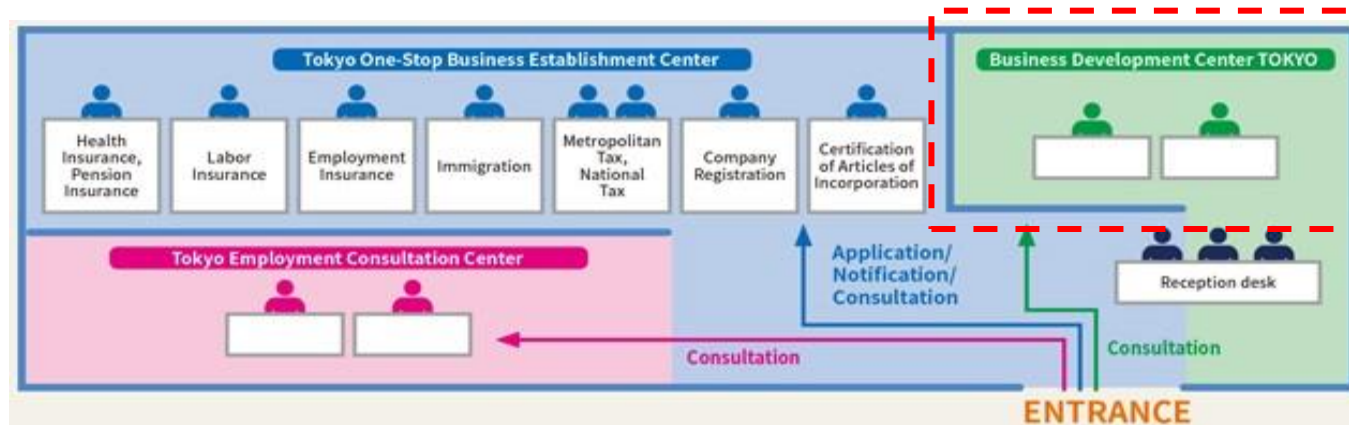 Tokyo One-Stop Business Establishment Center
Business Development Center TOKYO
Health
Insurance,
Pension
Insurance
Labor
Insurance
Employment
Insurance
Immigration
Metropolitan
Tax,
National
Tax
Company
Registration
Certification
of Articles of
Incorporation
Tokyo Employment Consultation Center
Application/
Notification/
Consultation
Reception desk
Consultation
Consultation
ENTRANCE